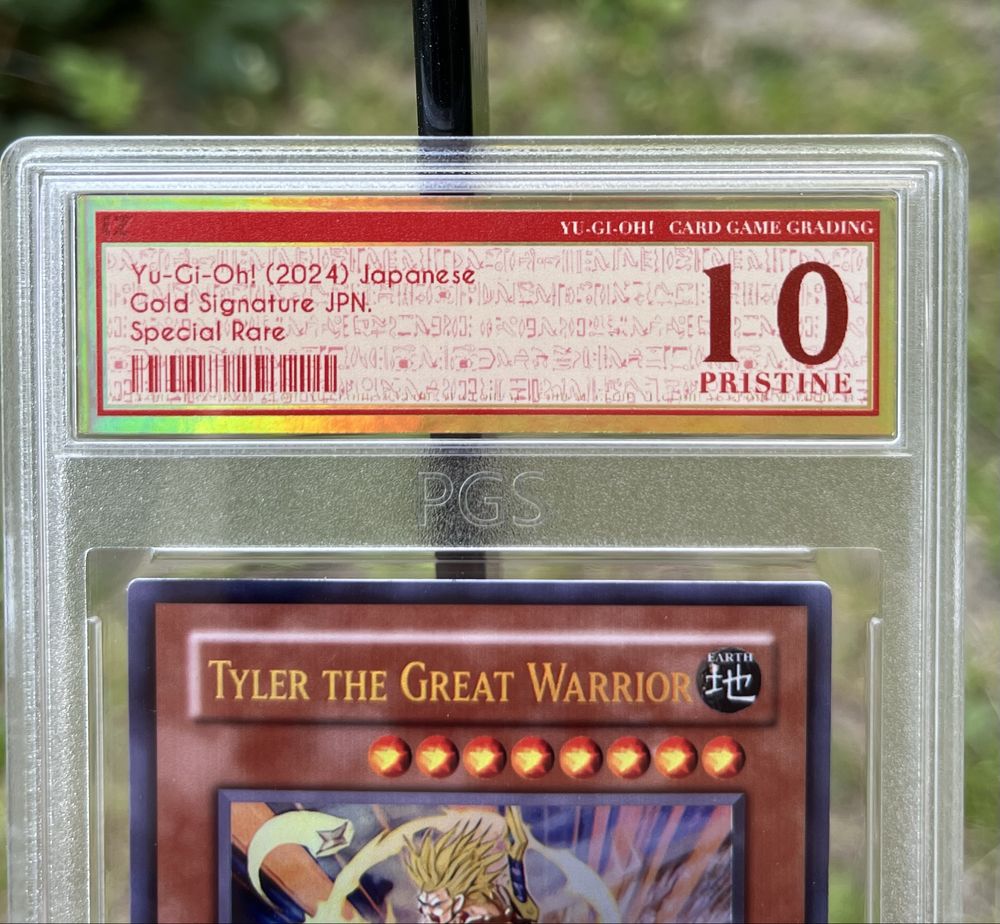 YU-GI-OH! CARD GAME GRADING
Yu-Gi-Oh! (2024) Japanese
Gold Signature JPN.
Special Rare
10
PRISTINE
PGS
TYLER THE GREAT WARRIOR
EARTH
地